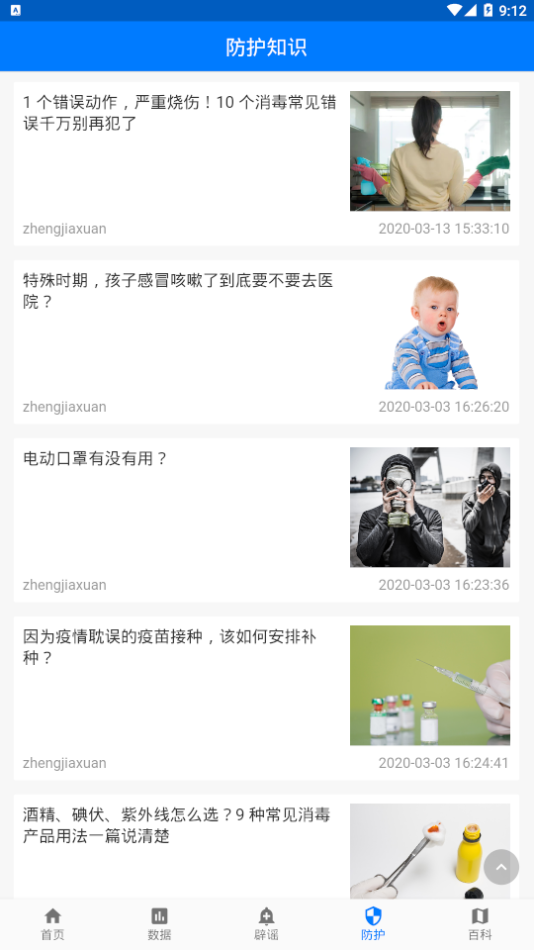 9:12
防护知识
1 个错误动作，严重烧伤！10 个消毒常见错
误千万别再犯了
zhengjiaxuan
2020-03-13 15:33:10
特殊时期，孩子感冒咳嗽了到底要不要去医
院？
zhengjiaxuan
2020-03-03 16:26:20
电动口罩有没有用？
zhengjiaxuan
2020-03-03 16:23:36
因为疫情耽误的疫苗接种，该如何安排补
种？
zhengjiaxuan
2020-03-03 16:24:41
酒精、碘伏、紫外线怎么选？9 种常见消毒
产品用法一篇说清楚
首页
数据
辟谣
防护
百科